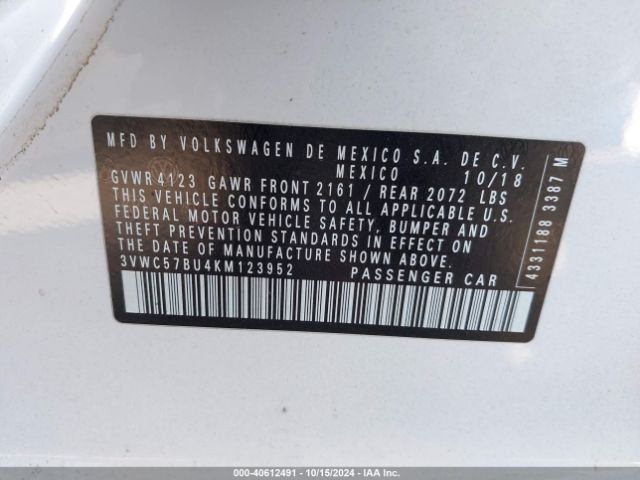 MFD BY VOLKSWAGEN DE MEXICO S.A. DE C.V.
MEXICO 10/18
GVWR 4123 GAWR FRONT 2161 / REAR 2072 LBS
THIS VEHICLE CONFORMS TO ALL APPLICABLE U.S.
FEDERAL MOTOR VEHICLE SAFETY, BUMPER AND
THEFT PREVENTION STANDARDS IN EFFECT ON
THE DATE OF MANUFACTURE SHOWN ABOVE
3VWC57BU4KM123952 PASSENGER CAR
4331188 3387 M
000-40612491 - 10/15/2024 - IAA Inc.